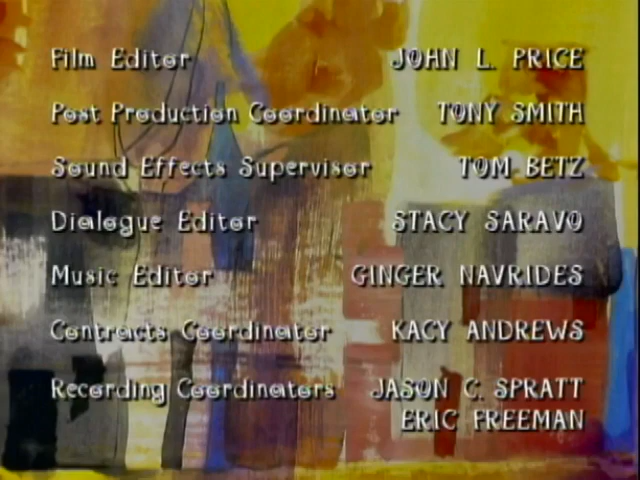 Film Editor JOHN L. PRICE
Post Production Coordinator TONY SMITH
Sound Effects Supervisor TOM BETZ
Dialogue Editor STACY SARAVO
Music Editor GINGER NAVRIDES
Contracts Coordinator KACY ANDREWS
Recording Coordinators JASON C. SPRATT
ERIC FREEMAN